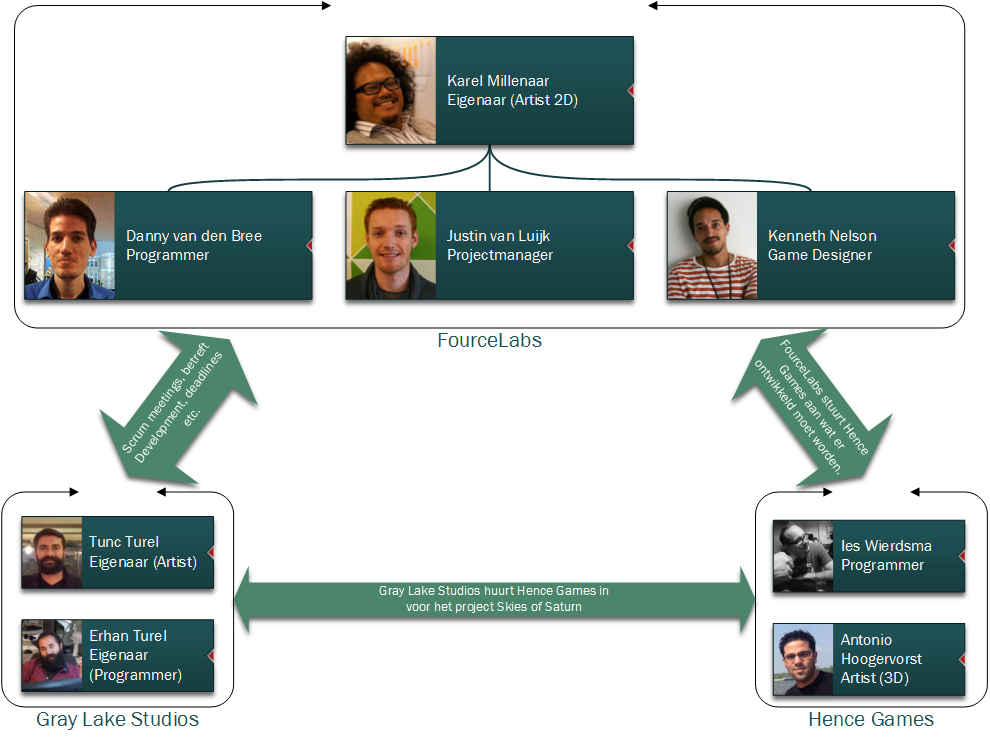 Karel Millenaar
Eigenaar (Artist 2D)
Danny van den Bree
Programmer
Justin van Luijk
Projectmanager
Kenneth Nelson
Game Designer
FourceLabs
Scrum meetings, betreft
Development, deadlines
etc.
FourceLabs stuurt Hence
Games aan wat er
ontwikkeld moet worden.
Tunc Turel
Eigenaar (Artist)
Erhan Turel
Eigenaar
(Programmer)
Gray Lake Studios
Gray Lake Studios huurt Hence Games in
voor het project Skies of Saturn
Ies Wierdsma
Programmer
Antonio
Hoogervorst
Artist (3D)
Hence Games